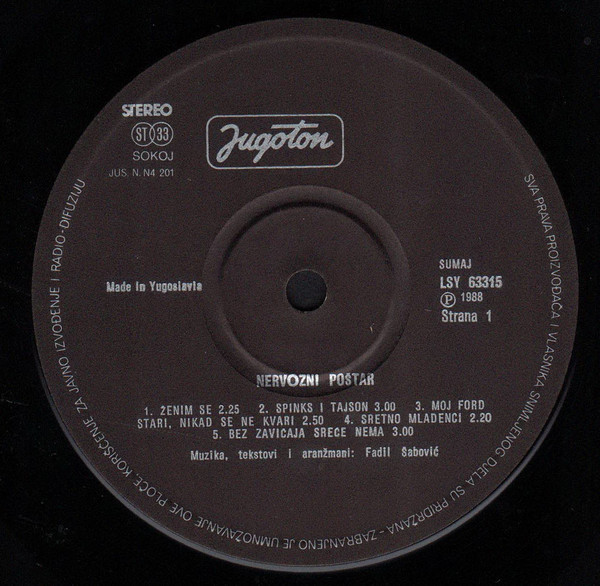 STEREO
ST 33
SOKOJ
JUS. N. N4 201
Jugoton
Made in Yugoslavia
SUMAJ
LSY 63315
Ⓟ 1988
Strana 1
NERVOZNI POŠTAR
1. ŽENIM SE 2.25 2. SPINKS I TAJSON 3.00 3. MOJ FORD
STARI, NIKAD SE NE KVARI 2.50 4. SRETNO MLADENCI 2.20
5. BEZ ZAVIČAJA SREĆE NEMA 3.00
Muzika, tekstovi i aranžmani: Fadil Šabović
SVA PRAVA PROIZVOĐAČA I VLASNIKA SNIMLJENOG DJELA SU PRIDRŽANA - ZABRANJENO JE UMNOŽAVANJE OVE PLOČE, KORIŠĆENJE ZA JAVNO IZVOĐENJE I RADIO-DIFUZIJU